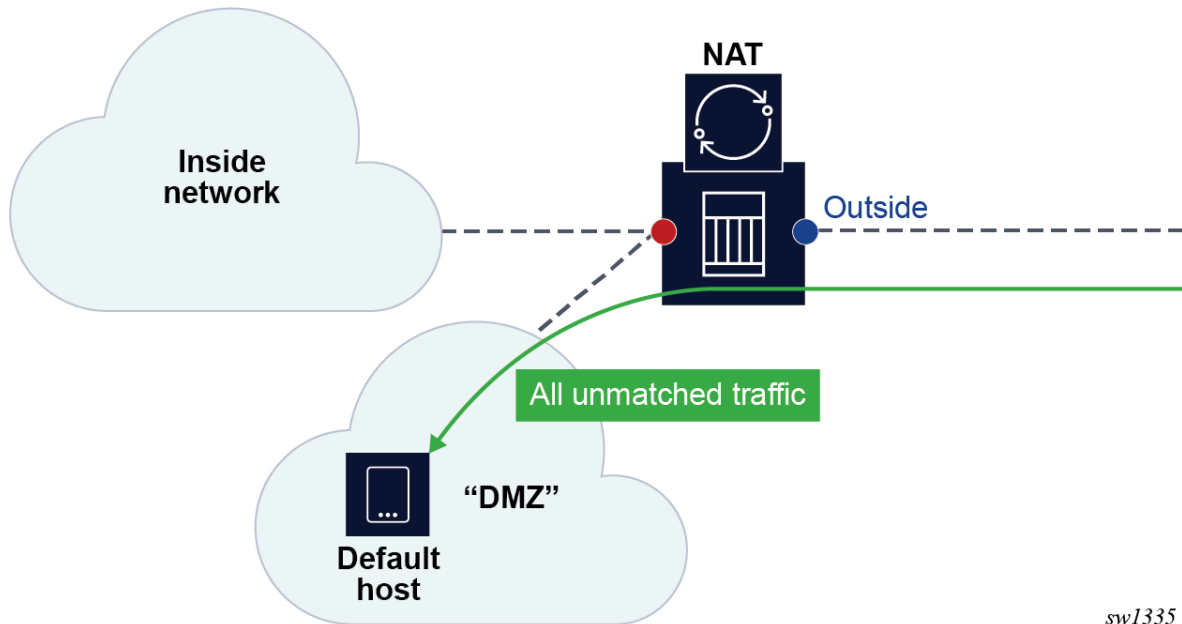 NAT
Inside
network
Outside
All unmatched traffic
“DMZ”
Default
host
sw1335